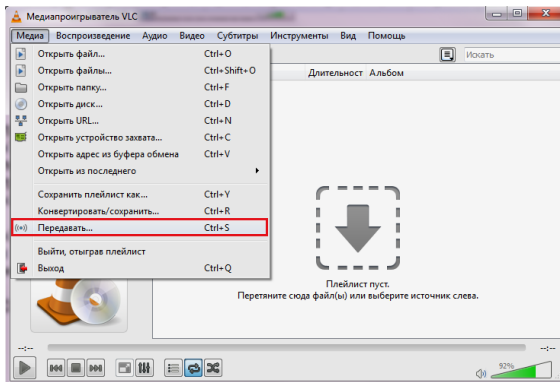 Медиапроигрыватель VLC
Медиа Воспроизведение Аудио Видео Субтитры Инструменты Вид Помощь
Искать
Длительност Альбом
Открыть файл... Ctrl+O
Открыть файлы... Ctrl+Shift+O
Открыть папку... Ctrl+F
Открыть диск... Ctrl+D
Открыть URL... Ctrl+N
Открыть устройство захвата... Ctrl+C
Открыть адрес из буфера обмена Ctrl+V
Открыть из последнего
Сохранить плейлист как... Ctrl+Y
Конвертировать/сохранить... Ctrl+R
Передавать... Ctrl+S
Выйти, отыграв плейлист
Выход Ctrl+Q
Плейлист пуст.
Перетяните сюда файл(ы) или выберите источник слева.
--:-- --:--
92%